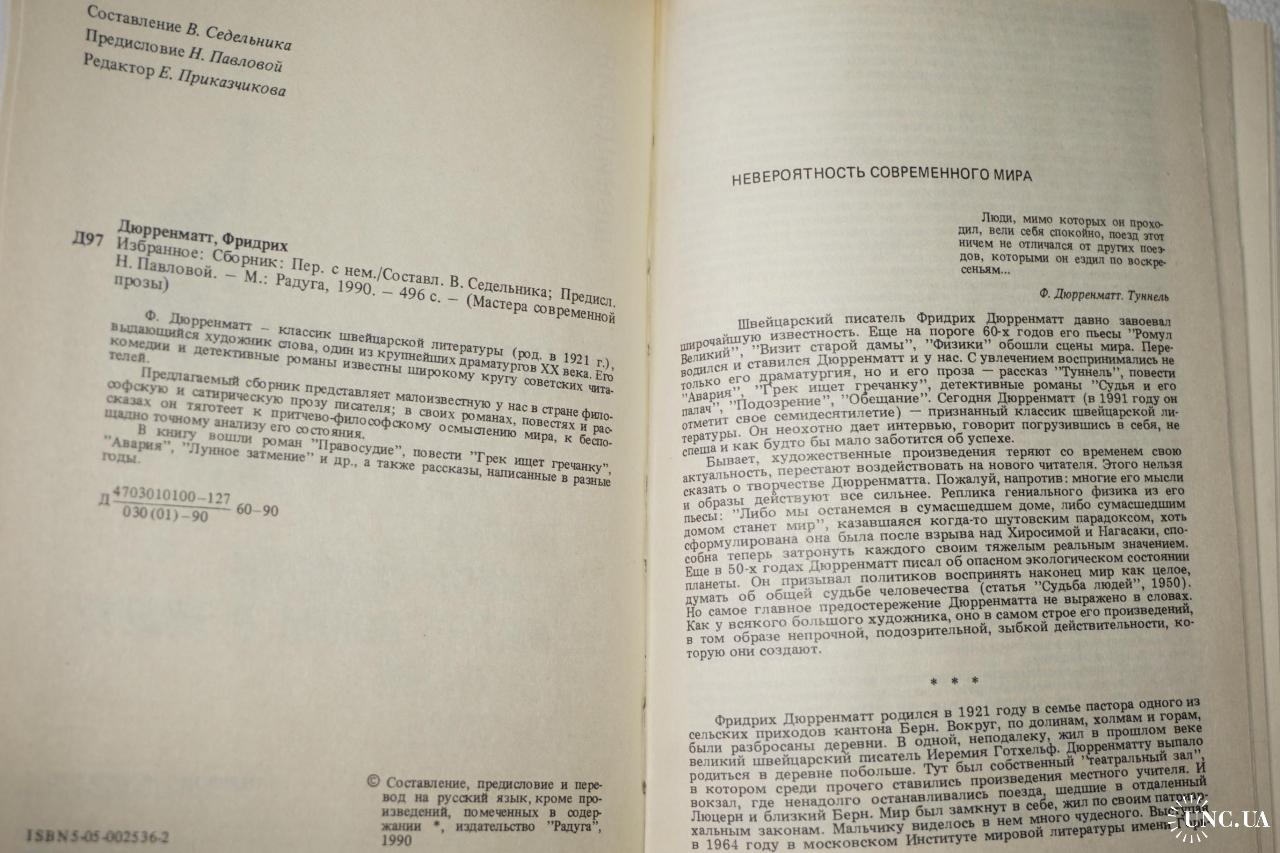 Составление В. Седельника
Предисловие Н. Павловой
Редактор Е. Приказчикова
Дюрренматт, Фридрих
Д97 Избранное: Сборник: Пер. с нем./Составл. В. Седельника; Предисл.
Н. Павловой. – М.: Радуга, 1990. – 496 с. – (Мастера современной
прозы)
Ф. Дюрренматт – классик швейцарской литературы (род. в 1921 г.),
выдающийся художник слова, один из крупнейших драматургов XX века. Его
комедии и детективные романы известны широкому кругу советских чита-
телей.
Предлагаемый сборник представляет малоизвестную у нас в стране фило-
софскую и сатирическую прозу писателя; в своих романах, повестях и рас-
сказах он тяготеет к притчево-философскому осмыслению мира, к беспо-
щадно точному анализу его состояния.
В книгу вошли роман "Правосудие", повести "Грек ищет гречанку",
"Авария", "Лунное затмение" и др., а также рассказы, написанные в разные
годы.
Д 4703010100–127
030(01)–90 60–90
© Составление, предисловие и пере-
вод на русский язык, кроме про-
изведений, помеченных в содер-
жании *, издательство "Радуга",
1990
ISBN 5-05-002536-2
НЕВЕРОЯТНОСТЬ СОВРЕМЕННОГО МИРА
Люди, мимо которых он прохо-
дил, вели себя спокойно, поезд этот
ничем не отличался от других поез-
дов, которыми он ездил по воскре-
сеньям...
Ф. Дюрренматт. Туннель
Швейцарский писатель Фридрих Дюрренматт давно завоевал
широчайшую известность. Еще на пороге 60-х годов его пьесы "Ромул
Великий", "Визит старой дамы", "Физики" обошли сцены мира. Пере-
водился и ставился Дюрренматт и у нас. С увлечением воспринимались не
только его драматургия, но и его проза — рассказ "Туннель", повести
"Авария", "Грек ищет гречанку", детективные романы "Судья и его
палач", "Подозрение", "Обещание". Сегодня Дюрренматт (в 1991 году он
отметит свое семидесятилетие) — признанный классик швейцарской ли-
тературы. Он неохотно дает интервью, говорит погрузившись в себя, не
спеша и как будто бы мало заботится об успехе.
Бывает, художественные произведения теряют со временем свою
актуальность, перестают воздействовать на нового читателя. Этого нельзя
сказать о творчестве Дюрренматта. Пожалуй, напротив: многие его мысли
и образы действуют все сильнее. Реплика гениального физика из его
пьесы: "Либо мы останемся в сумасшедшем доме, либо сумасшедшим
домом станет мир", казавшаяся когда-то шутовским парадоксом, хоть
сформулирована она была после взрыва над Хиросимой и Нагасаки, спо-
собна теперь затронуть каждого своим тяжелым реальным значением.
Еще в 50-х годах Дюрренматт писал об опасном экологическом состоянии
планеты. Он призывал политиков воспринять наконец мир как целое,
думать об общей судьбе человечества (статья "Судьба людей", 1950).
Но самое главное предостережение Дюрренматта не выражено в словах.
Как у всякого большого художника, оно в самом строе его произведений,
в том образе непрочной, подозрительной, зыбкой действительности, ко-
торую они создают.
* * *
Фридрих Дюрренматт родился в 1921 году в семье пастора одного из
сельских приходов кантона Берн. Вокруг, по долинам, холмам и горам,
были разбросаны деревни. В одной, неподалеку, жил в прошлом веке
великий швейцарский писатель Иеремия Готхельф. Дюрренматту выпало
родиться в деревне побольше. Тут был собственный "театральный зал",
в котором среди прочего ставились произведения местного учителя. И
вокзал, где ненадолго останавливались поезда, шедшие в отдаленный
Люцерн и близкий Берн. Мир был замкнут в себе, жил по своим патриар-
хальным законам. Мальчику виделось в нем много чудесного. Выступая
в 1964 году в московском Институте мировой литературы имени Горь-
UNC.UA